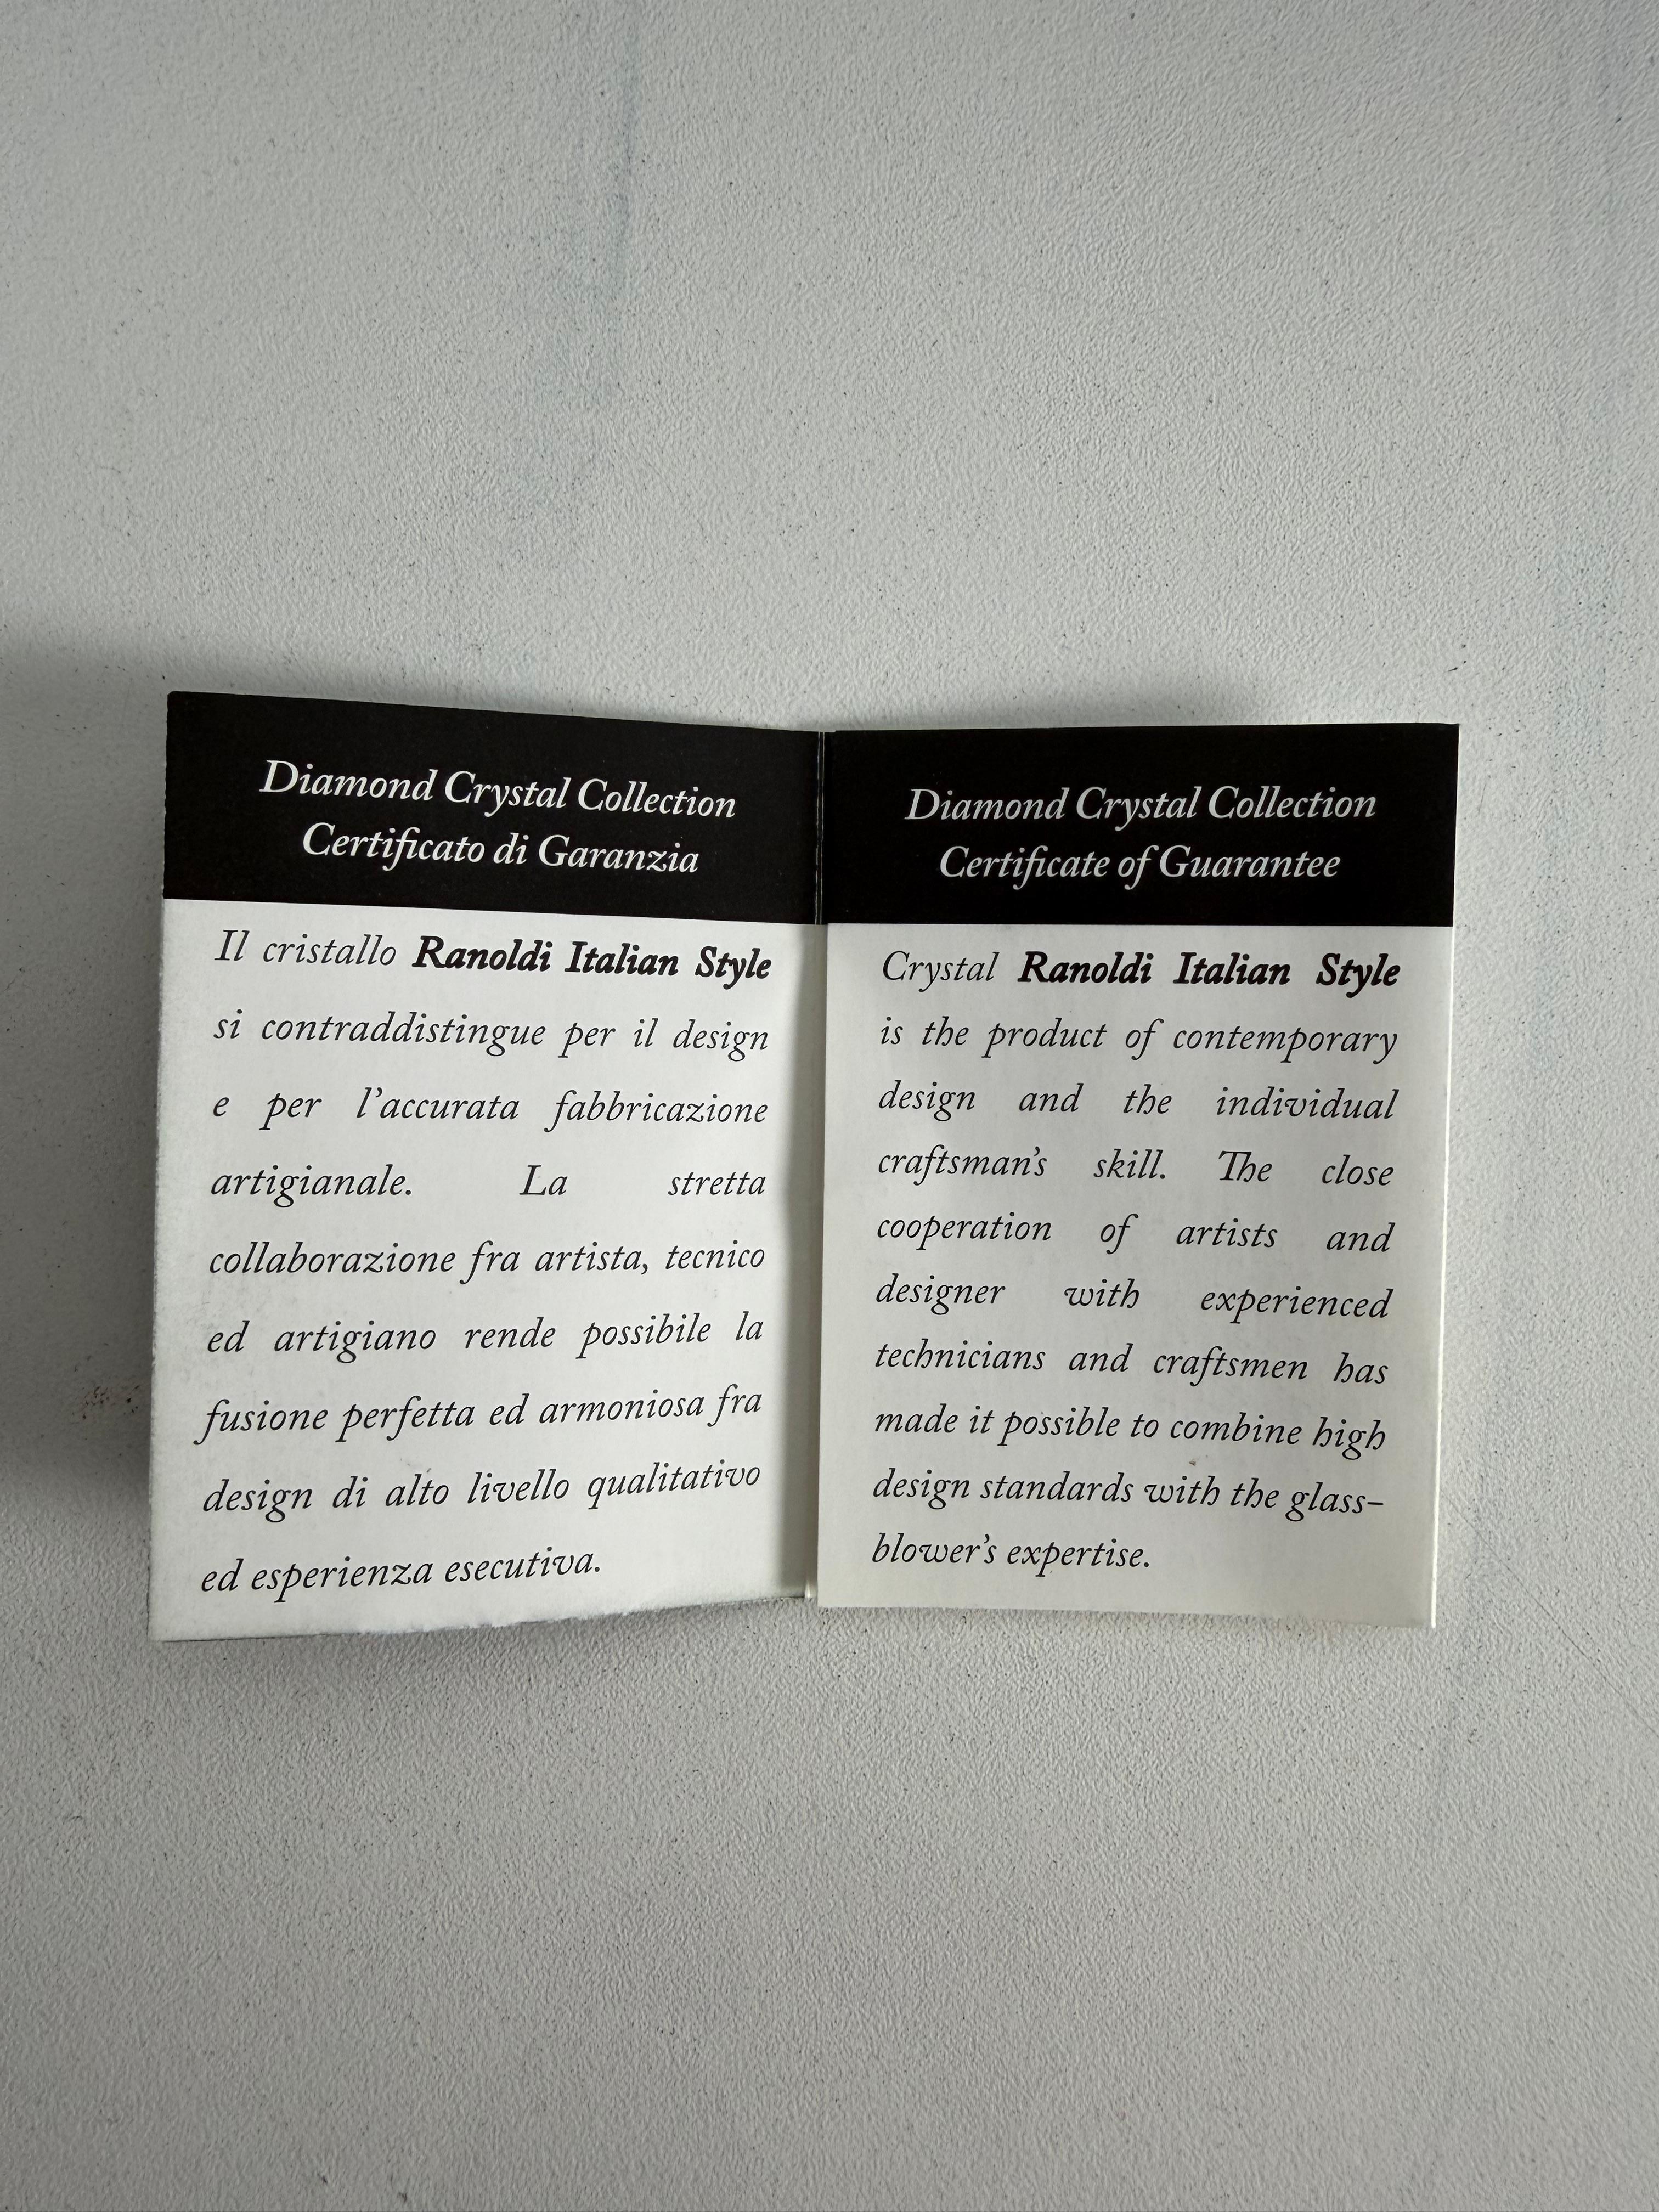 Diamond Crystal Collection
Certificato di Garanzia
Il cristallo Ranoldi Italian Style
si contraddistingue per il design
e per l'accurata fabbricazione
artigianale. La stretta
collaborazione fra artista, tecnico
ed artigiano rende possibile la
fusione perfetta ed armoniosa fra
design di alto livello qualitativo
ed esperienza esecutiva.
Diamond Crystal Collection
Certificate of Guarantee
Crystal Ranoldi Italian Style
is the product of contemporary
design and the individual
craftsman's skill. The close
cooperation of artists and
designer with experienced
technicians and craftsmen has
made it possible to combine high
design standards with the glass-
blower's expertise.